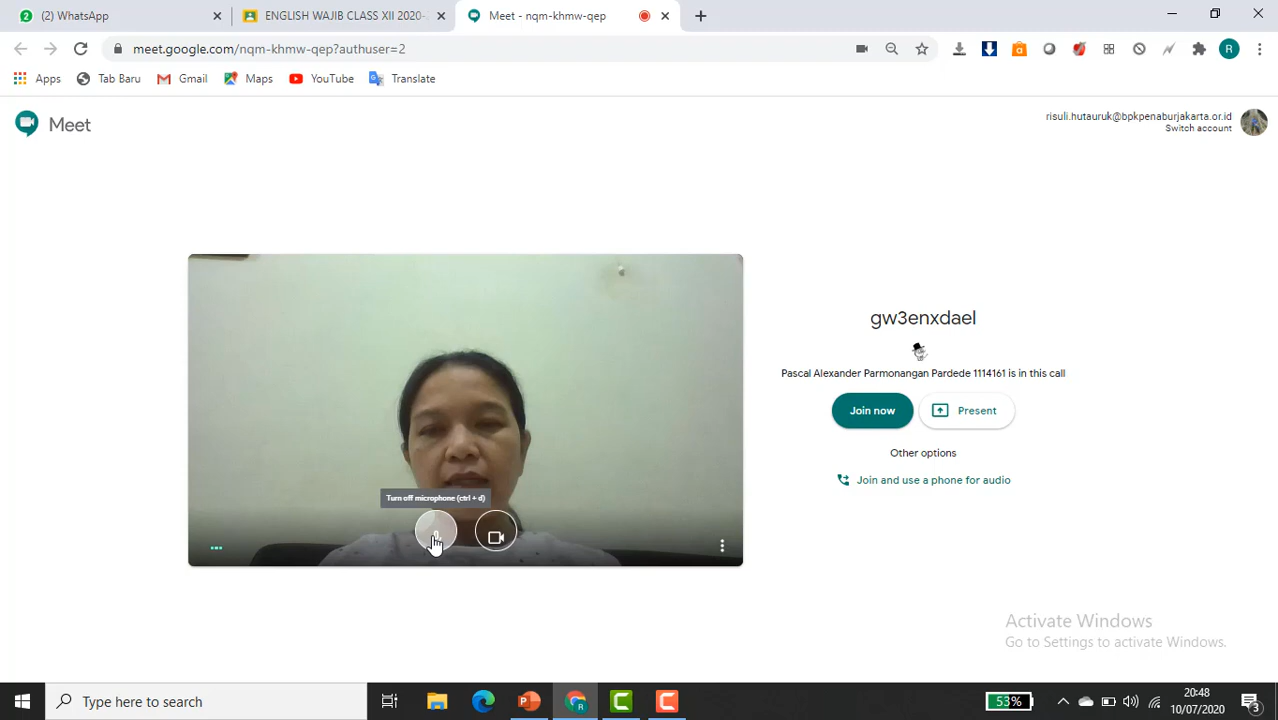 (2) WhatsApp
ENGLISH WAJIB CLASS XII 2020-
Meet - nqm-khmw-qep
meet.google.com/nqm-khmw-qep?authuser=2
Apps
Tab Baru
Gmail
Maps
YouTube
Translate
Meet
risuli.hutauruk@bpkpenaburjakarta.or.id
Switch account
gw3enxdael
Pascal Alexander Parmonangan Pardede 1114161 is in this call
Join now
Present
Other options
Join and use a phone for audio
Turn off microphone (ctrl + d)
Activate Windows
Go to Settings to activate Windows.
Type here to search
53%
20:48
10/07/2020
3